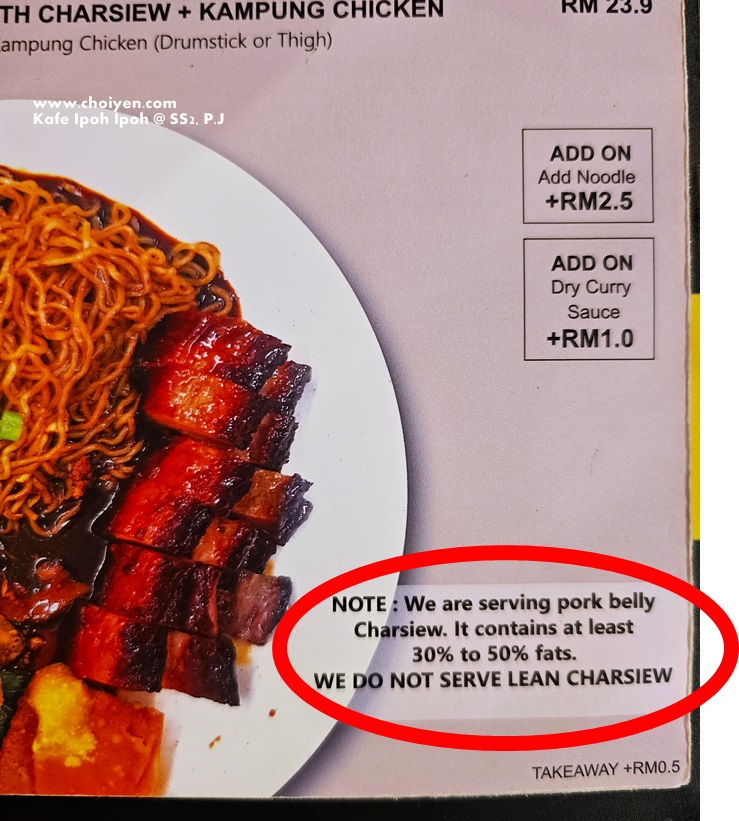 TH CHARSIEW + KAMPUNG CHICKEN
RM 23.9
Kampung Chicken (Drumstick or Thigh)
www.choiyen.com
Kafe Ipoh Ipoh @ SS2, P.J
ADD ON
Add Noodle
+RM2.5
ADD ON
Dry Curry
Sauce
+RM1.0
NOTE : We are serving pork belly
Charsiew. It contains at least
30% to 50% fats.
WE DO NOT SERVE LEAN CHARSIEW
TAKEAWAY +RM0.5